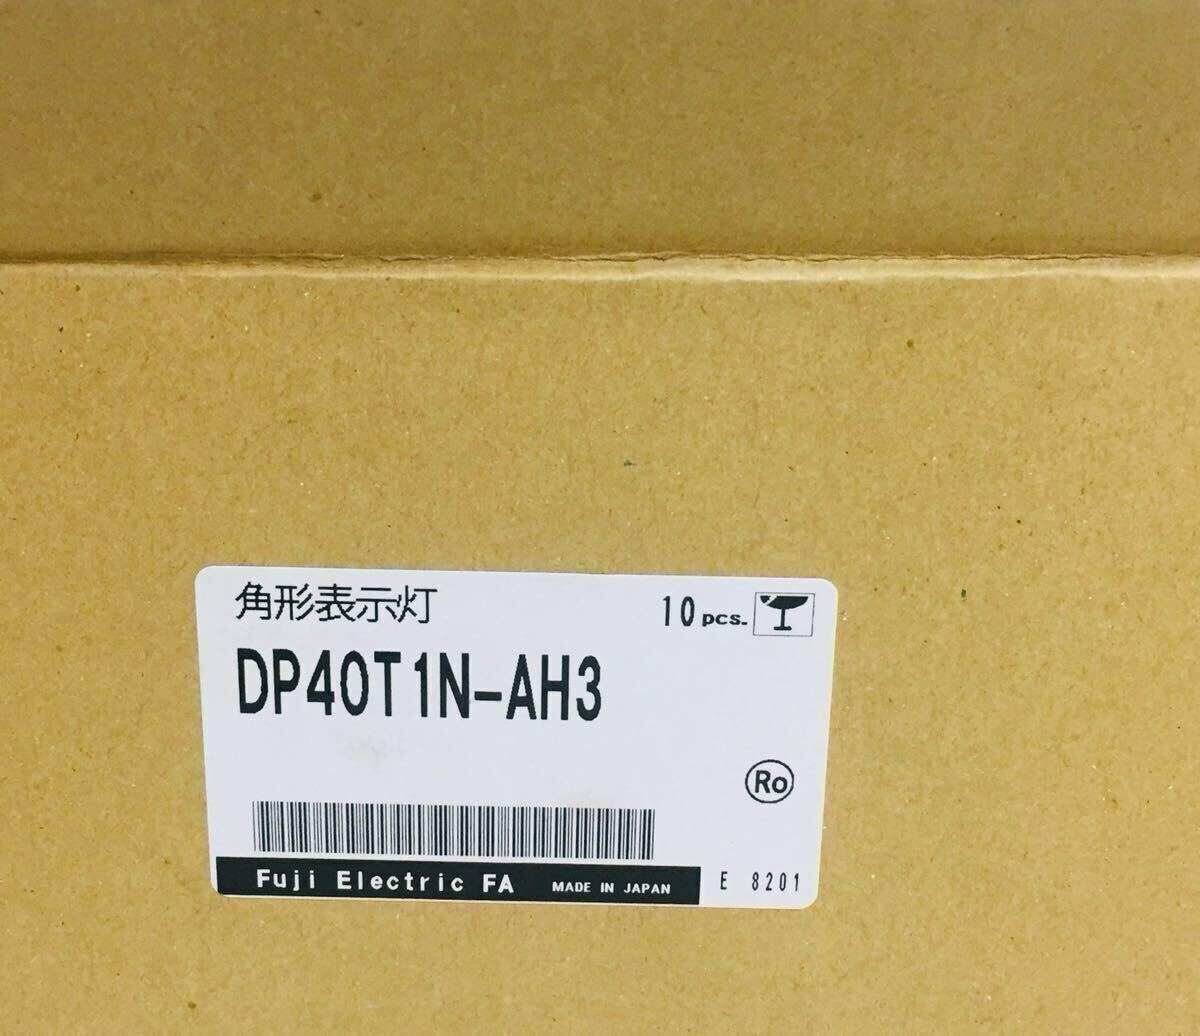 角形表示灯 10 pcs.
DP40T1N-AH3
Ro
Fuji Electric FA MADE IN JAPAN E 8201